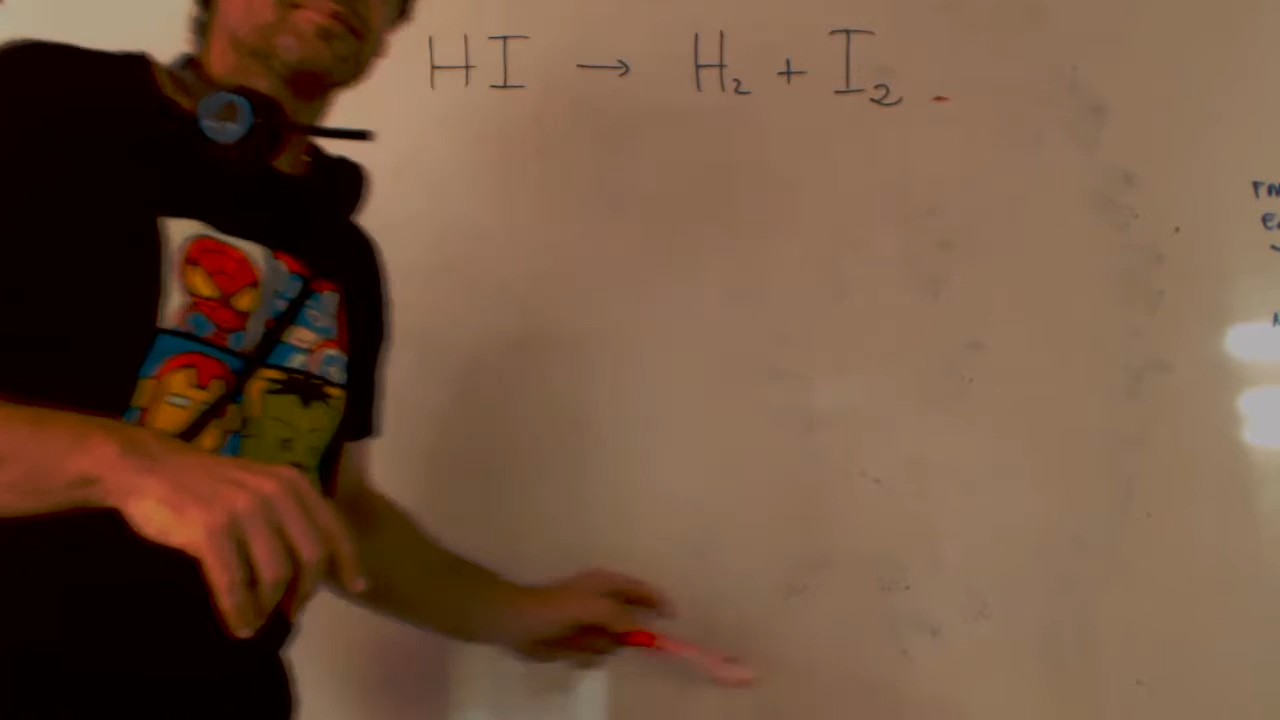 HI → H₂ + I₂